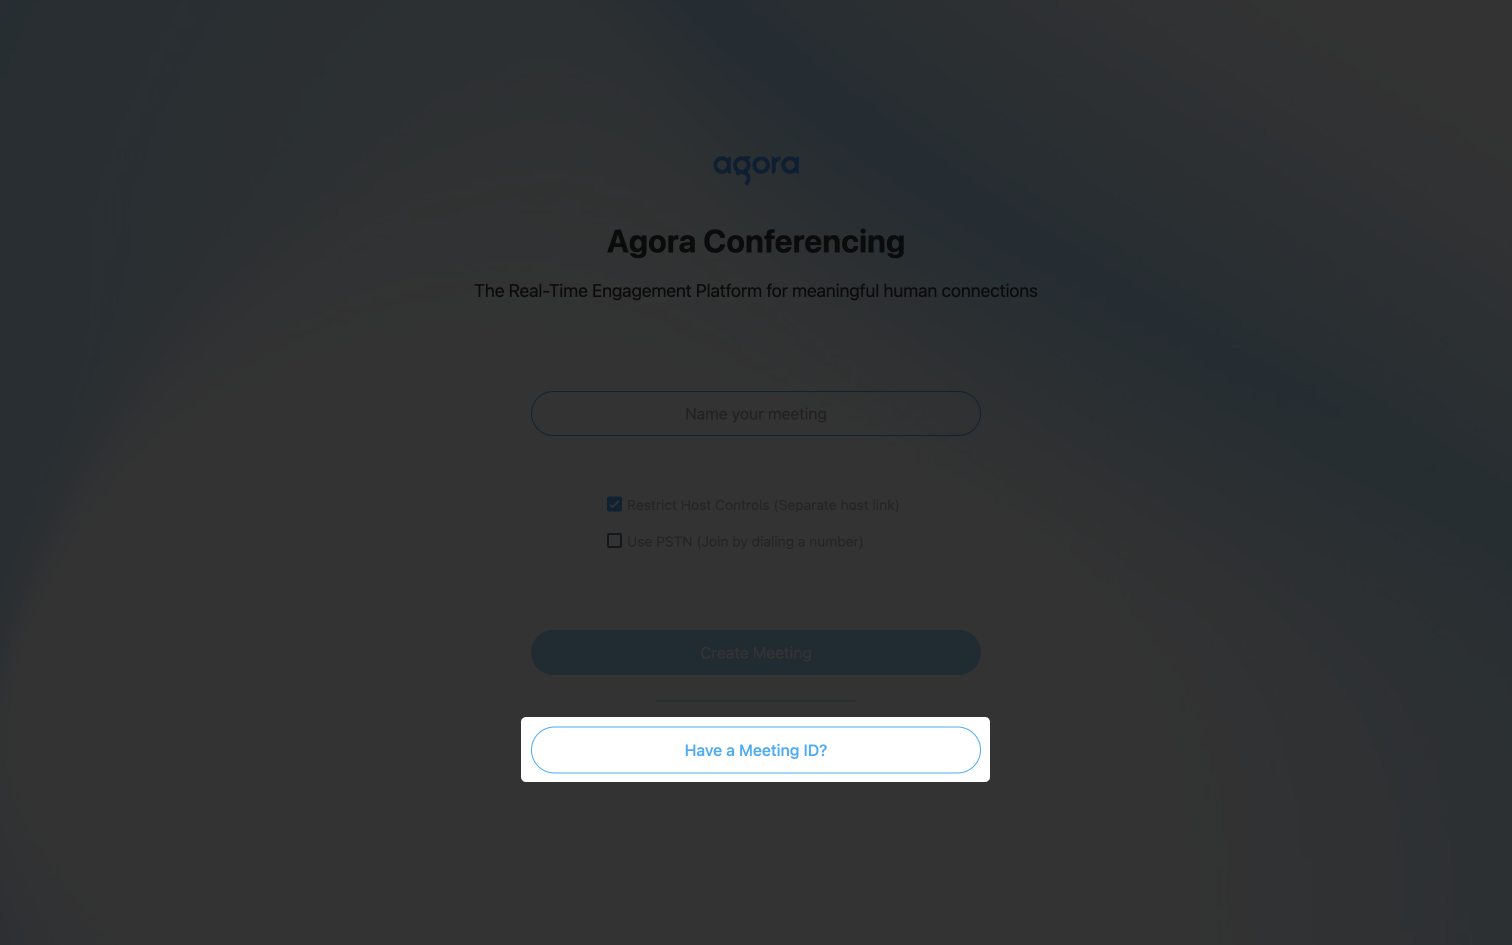 agora
Agora Conferencing
The Real-Time Engagement Platform for meaningful human connections
Name your meeting
Restrict Host Controls (Separate host link)
Use PSTN (Join by dialing a number)
Create Meeting
Have a Meeting ID?